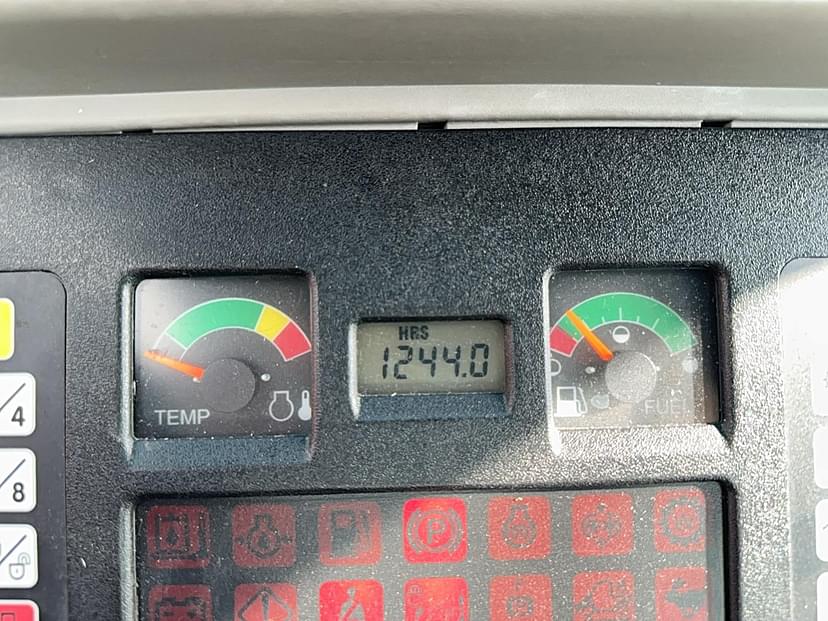 HRS
1244.0
TEMP
FUEL
/4
/8
P